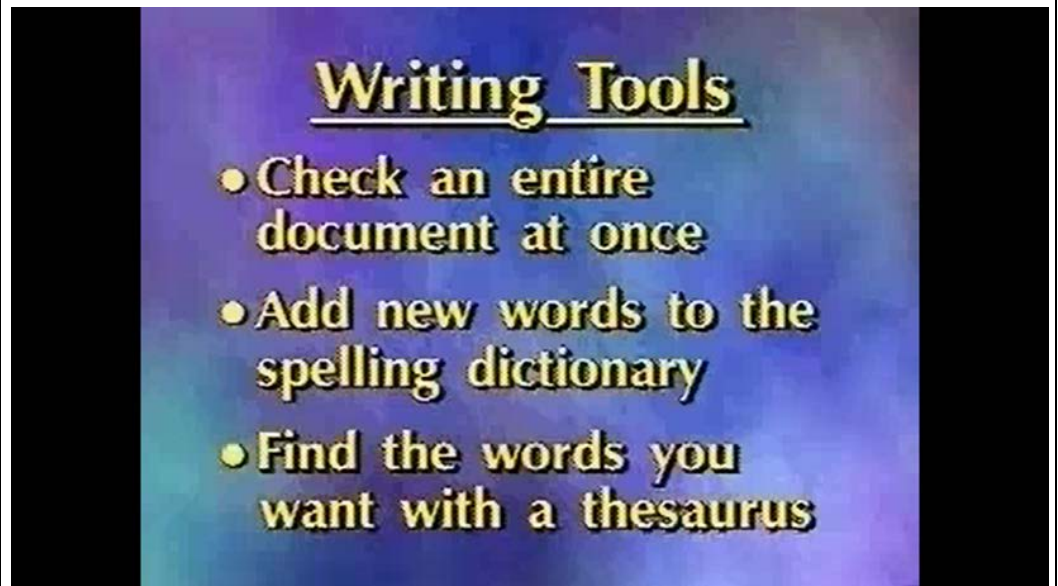 Writing Tools
• Check an entire
document at once
• Add new words to the
spelling dictionary
• Find the words you
want with a thesaurus